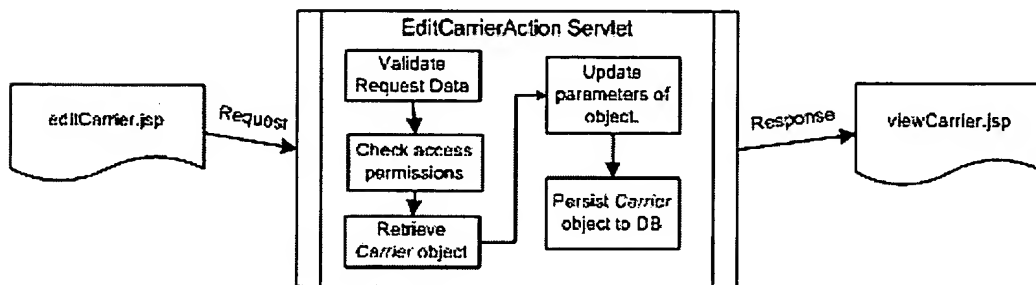 EditCarrierAction Servlet
editCarrier.jsp
Request
Validate
Request Data
Check access
permissions
Retrieve
Carrier object
Update
parameters of
object.
Persist Carrier
object to DB
Response
viewCarrier.jsp